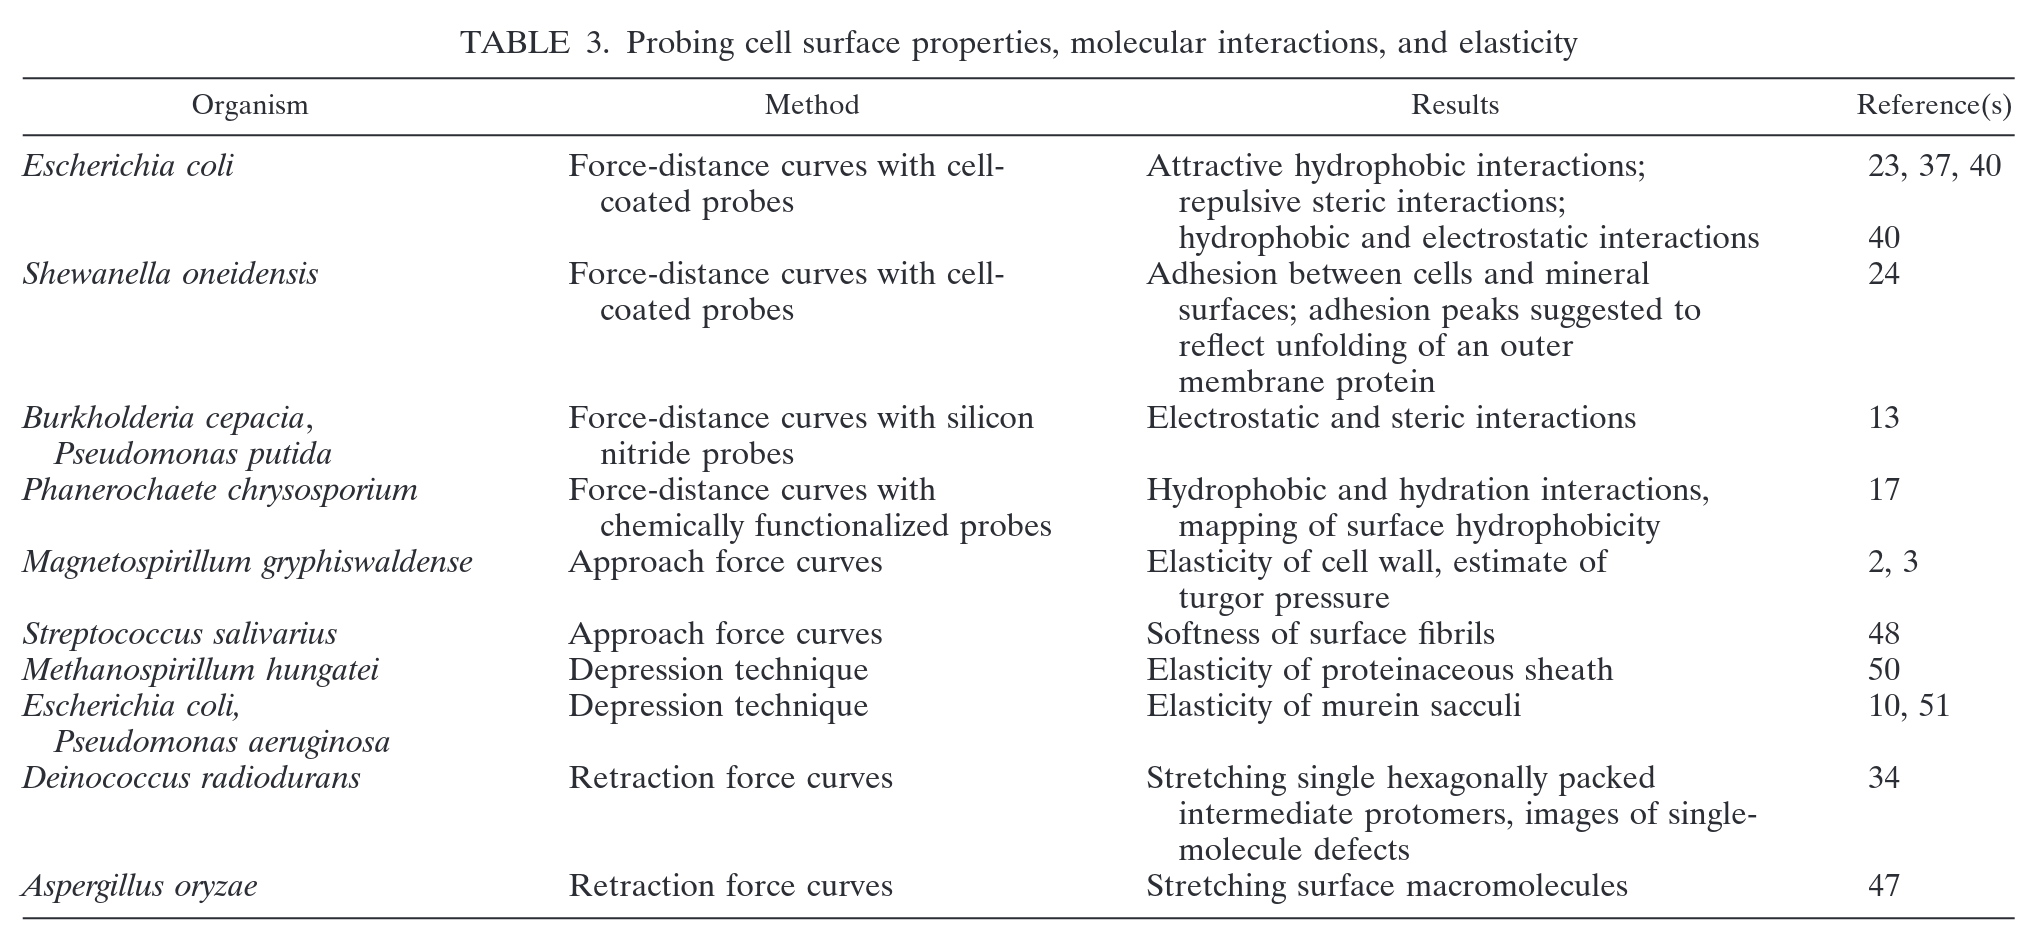 TABLE 3. Probing cell surface properties, molecular interactions, and elasticity
Organism Method Results Reference(s)
Escherichia coli Force-distance curves with cell- Attractive hydrophobic interactions; 23, 37, 40
coated probes repulsive steric interactions;
hydrophobic and electrostatic interactions 40
Shewanella oneidensis Force-distance curves with cell- Adhesion between cells and mineral 24
coated probes surfaces; adhesion peaks suggested to
reflect unfolding of an outer
membrane protein
Burkholderia cepacia, Force-distance curves with silicon Electrostatic and steric interactions 13
Pseudomonas putida nitride probes
Phanerochaete chrysosporium Force-distance curves with Hydrophobic and hydration interactions, 17
chemically functionalized probes mapping of surface hydrophobicity
Magnetospirillum gryphiswaldense Approach force curves Elasticity of cell wall, estimate of 2, 3
turgor pressure
Streptococcus salivarius Approach force curves Softness of surface fibrils 48
Methanospirillum hungatei Depression technique Elasticity of proteinaceous sheath 50
Escherichia coli, Depression technique Elasticity of murein sacculi 10, 51
Pseudomonas aeruginosa
Deinococcus radiodurans Retraction force curves Stretching single hexagonally packed 34
intermediate protomers, images of single-
molecule defects
Aspergillus oryzae Retraction force curves Stretching surface macromolecules 47